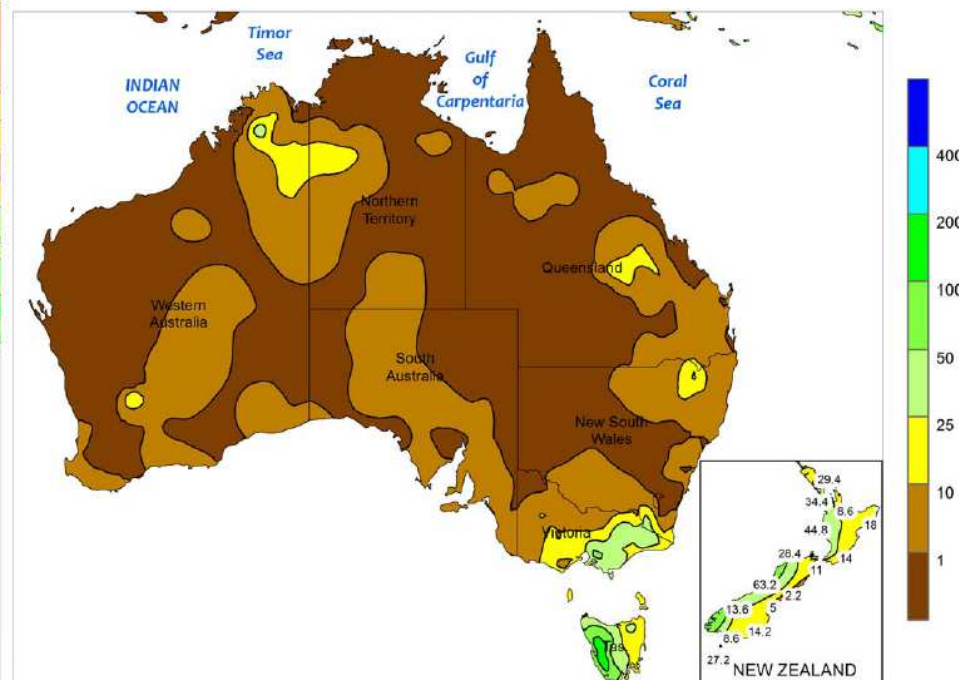 Timor
Sea
INDIAN
OCEAN
Gulf
of
Carpentaria
Coral
Sea
Northern
Territory
Queensland
Western
Australia
South
Australia
New South
Wales
Victoria
Tas.
400
200
100
50
25
10
1
29.4
34.4
8.6
18
44.8
14
28.4
11
63.2
2.2
5
13.6
14.2
8.6
27.2
NEW ZEALAND